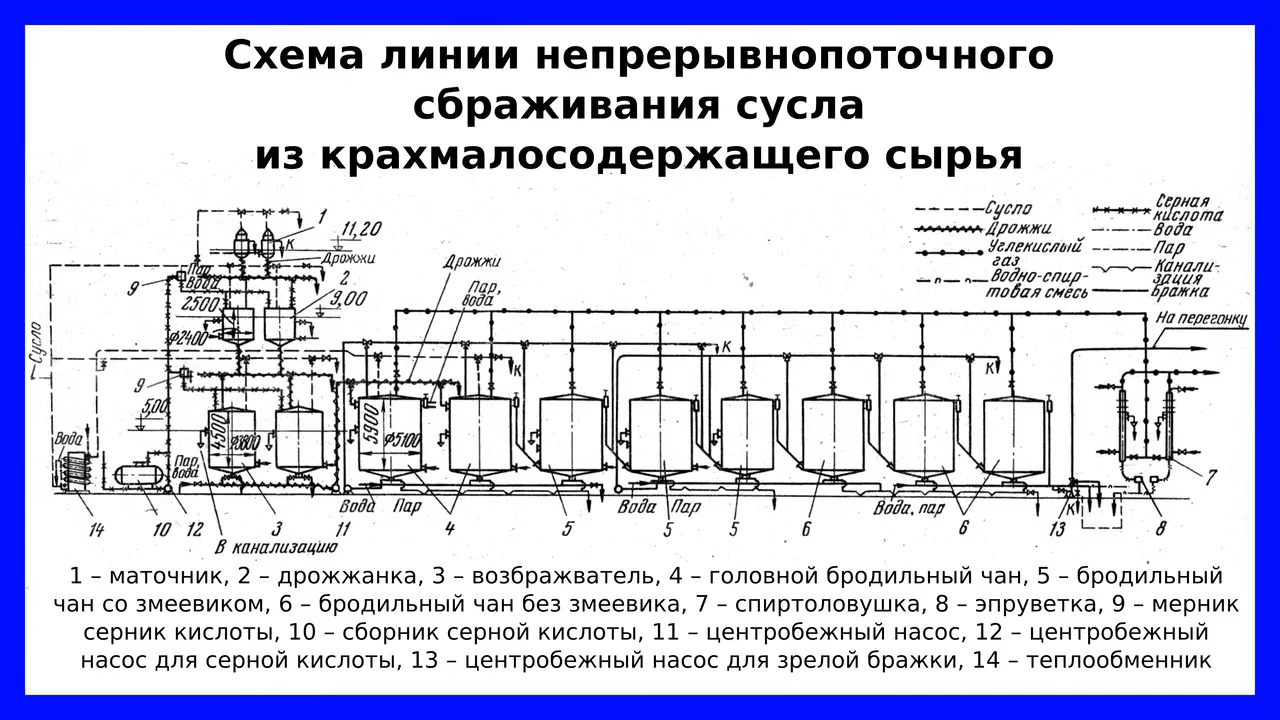 Схема линии непрерывнопоточного
сбраживания сусла
из крахмалосодержащего сырья
Сусло
Дрожжи
Углекислый
газ
Водно-спир-
товая смесь
Серная
кислота
Вода
Пар
Канали-
зация
Бражка
1
11,20
К
Дрожжи
2
9,00
Пар
Вода
9
2500
Ф2400
Сусло
9
5,00
4500
Вода
Пар,
вода
14
10
12
3
В канализацию
11
Дрожжи
Пар,
вода
К
К
К
5900
Ф5100
Вода
Пар
4
5
Вода
Пар
5
5
6
Вода, пар
6
На перегонку
7
13
К
8
1 – маточник, 2 – дрожжанка, 3 – возбражватель, 4 – головной бродильный чан, 5 – бродильный
чан со змеевиком, 6 – бродильный чан без змеевика, 7 – спиртоловушка, 8 – эпруветка, 9 – мерник
серник кислоты, 10 – сборник серной кислоты, 11 – центробежный насос, 12 – центробежный
насос для серной кислоты, 13 – центробежный насос для зрелой бражки, 14 – теплообменник